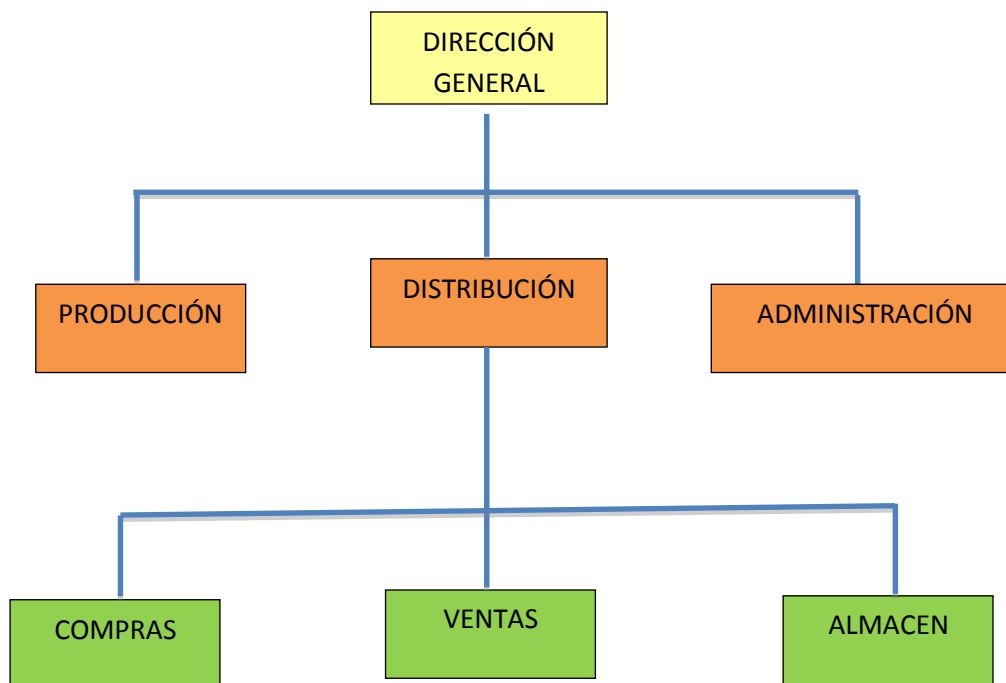 DIRECCIÓN
GENERAL
PRODUCCIÓN
DISTRIBUCIÓN
ADMINISTRACIÓN
COMPRAS
VENTAS
ALMACEN